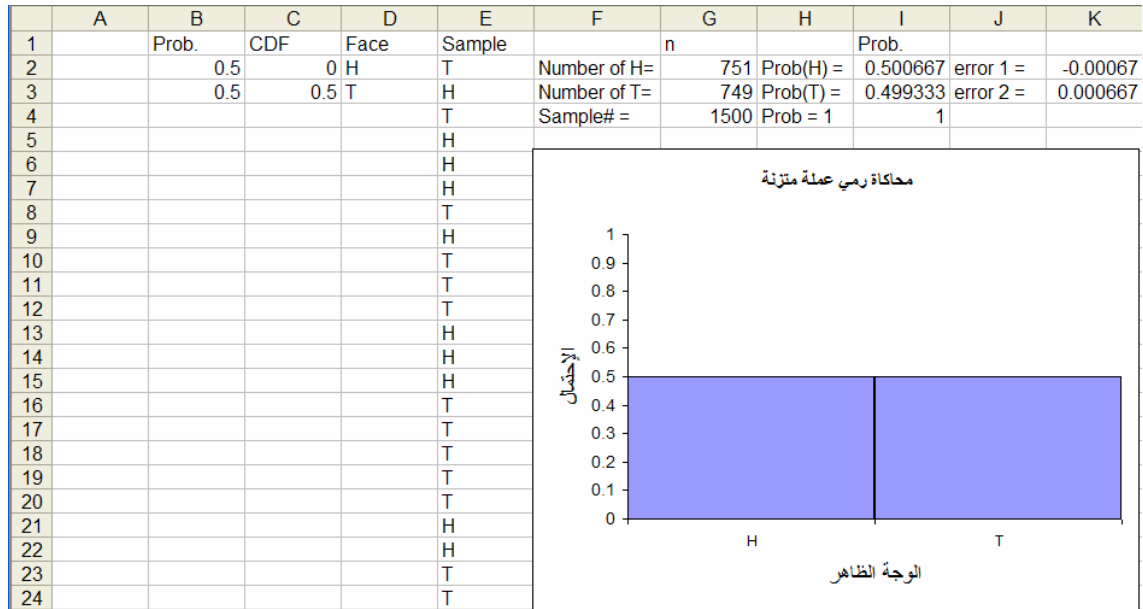 A B C D E F G H I J K
1 Prob. CDF Face Sample n Prob.
2 0.5 0 H T Number of H= 751 Prob(H) = 0.500667 error 1 = -0.00067
3 0.5 0.5 T H Number of T= 749 Prob(T) = 0.499333 error 2 = 0.000667
4 T Sample# = 1500 Prob = 1 1
5 H
6 H
7 H
8 T
9 H
10 T
11 T
12 T
13 H
14 H
15 H
16 T
17 T
18 T
19 T
20 T
21 H
22 H
23 T
24 T
محاكاة رمي عملة متزنة
1
0.9
0.8
0.7
0.6
0.5
0.4
0.3
0.2
0.1
0
الإحتمال
H T
الوجة الظاهر